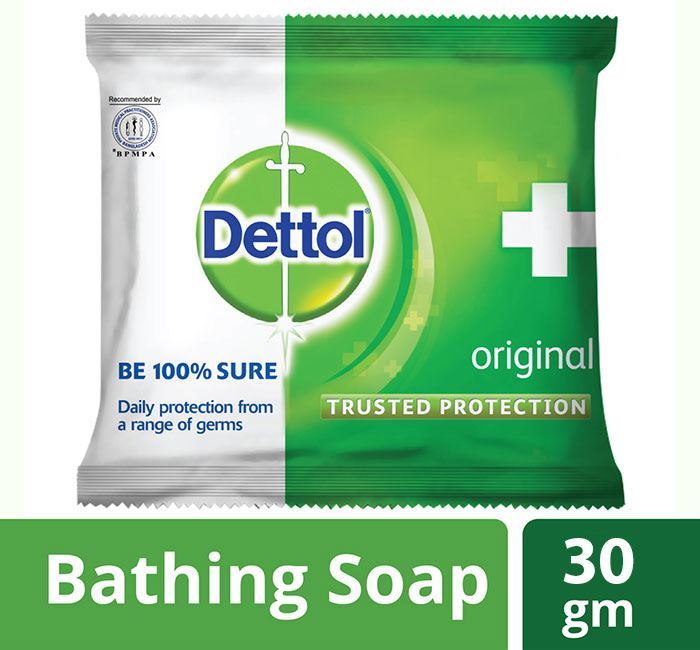 Recommended by
*BPMPA
Dettol
BE 100% SURE
Daily protection from
a range of germs
original
TRUSTED PROTECTION
Bathing Soap
30
gm